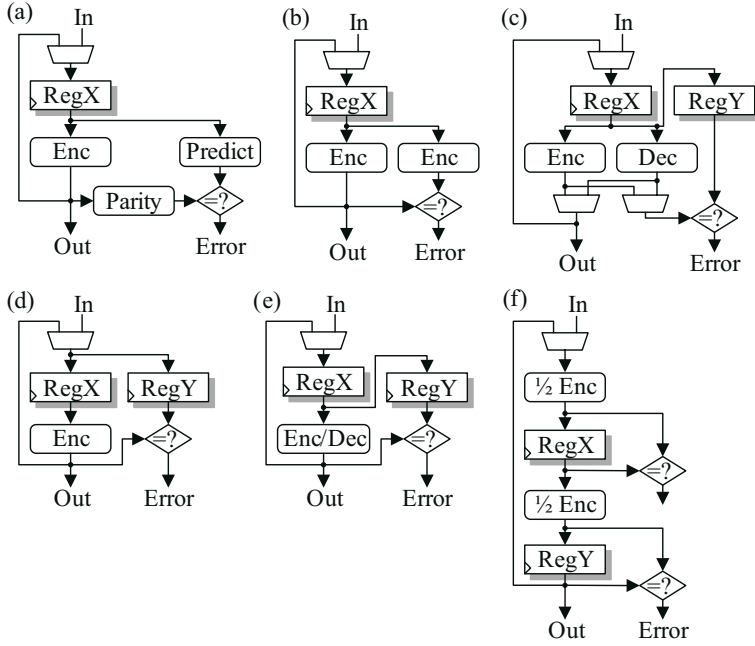 (a)
In
RegX
Enc
Predict
Parity
=?
Out
Error
(b)
In
RegX
Enc
Enc
=?
Out
Error
(c)
In
RegX
RegY
Enc
Dec
=?
Out
Error
(d)
In
RegX
RegY
Enc
=?
Out
Error
(e)
In
RegX
RegY
Enc/Dec
=?
Out
Error
(f)
In
½ Enc
RegX
=?
½ Enc
RegY
=?
Out
Error